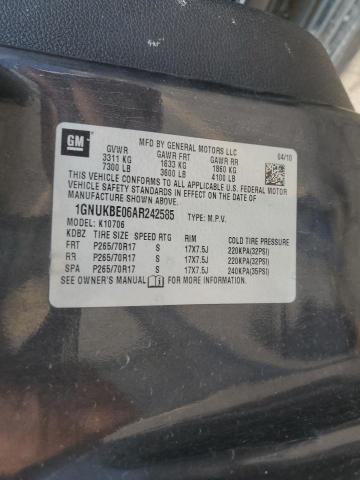 GM
MFD BY GENERAL MOTORS LLC
GVWR GAWR FRT GAWR RR 04/10
3311 KG 1633 KG 1860 KG
7300 LB 3600 LB 4100 LB
THIS VEHICLE CONFORMS TO ALL APPLICABLE U.S. FEDERAL MOTOR
VEHICLE SAFETY AND THEFT PREVENTION STANDARDS IN EFFECT ON THE
DATE OF MANUFACTURE SHOWN ABOVE.
1GNUKBE06AR242585 TYPE: M.P.V.
MODEL: K10706
KDBZ TIRE SIZE SPEED RTG RIM COLD TIRE PRESSURE
FRT P265/70R17 S 17X7.5J 220KPA(32PSI)
RR P265/70R17 S 17X7.5J 220KPA(32PSI)
SPA P265/70R17 S 17X7.5J 240KPA(35PSI)
SEE OWNER'S MANUAL FOR MORE INFORMATION.